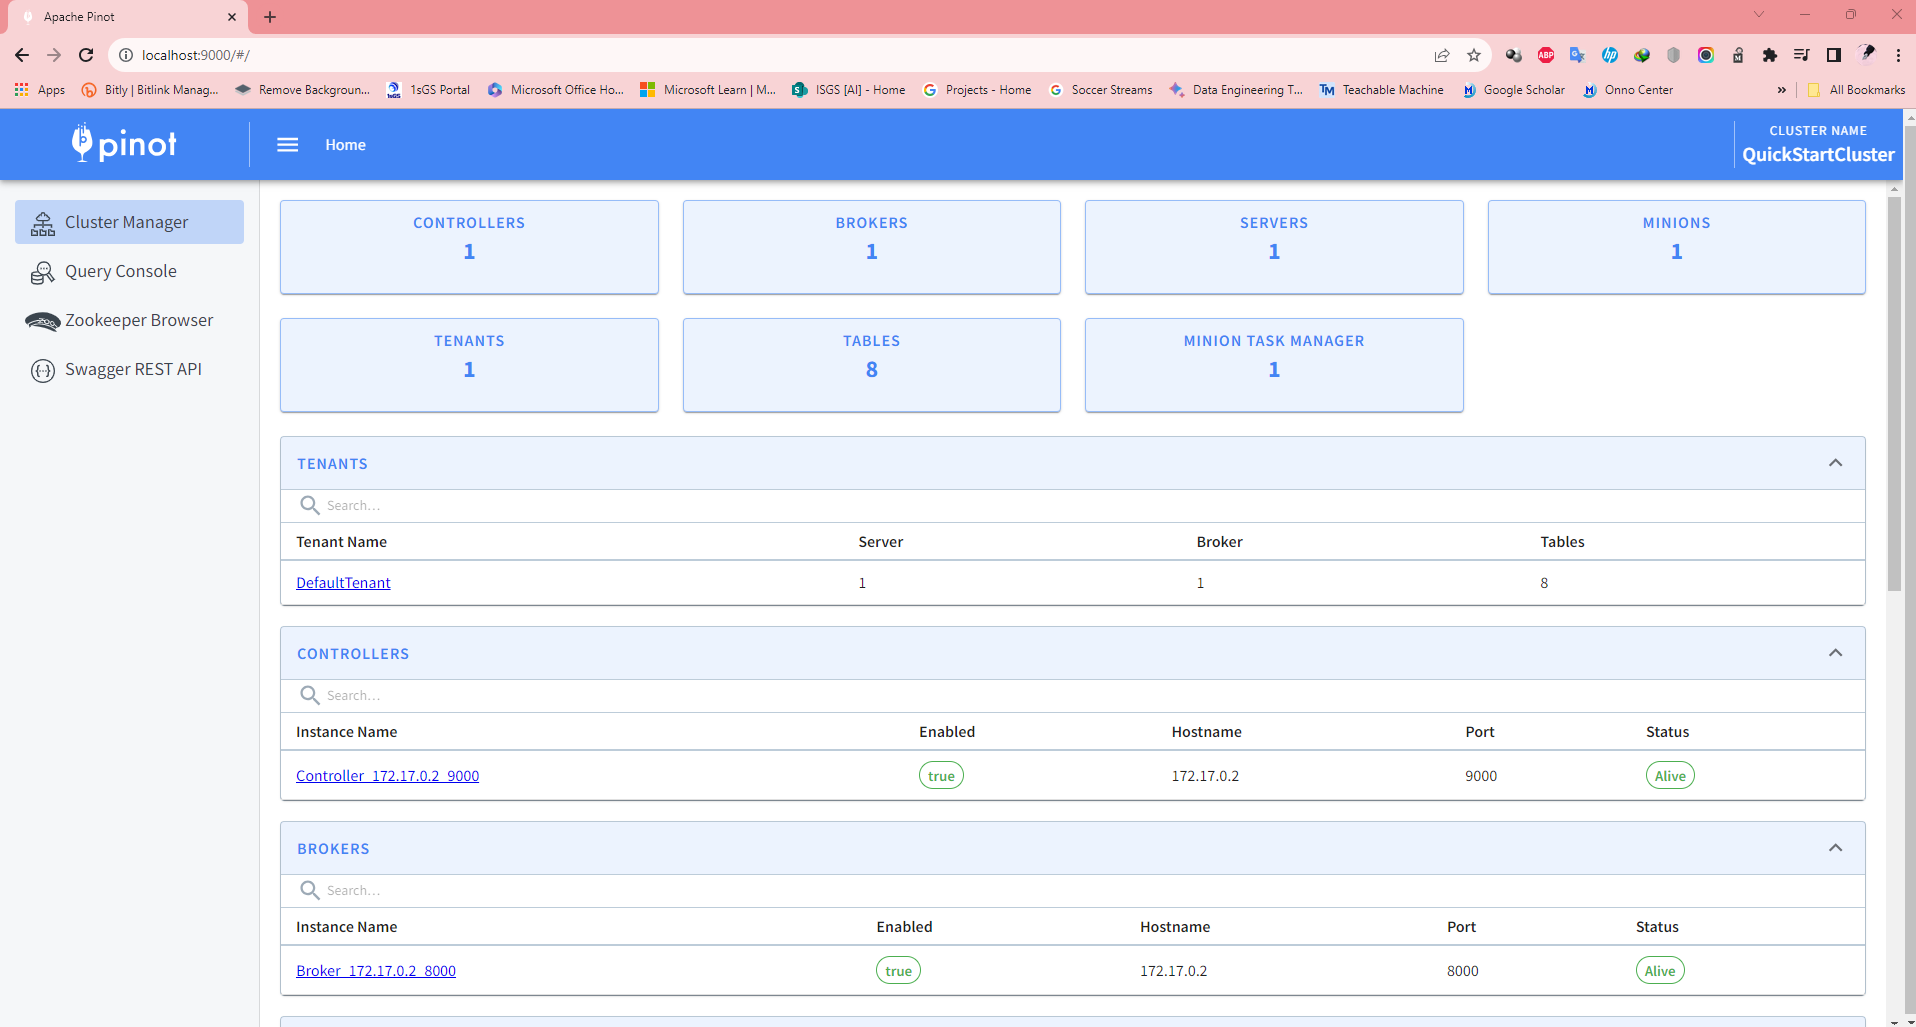 Apache Pinot
localhost:9000/#/
Apps
Bitly | Bitlink Manag...
Remove Backgroun...
1sGS Portal
Microsoft Office Ho...
Microsoft Learn | M...
ISGS [AI] - Home
Projects - Home
Soccer Streams
Data Engineering T...
Teachable Machine
Google Scholar
Onno Center
»
All Bookmarks
pinot
Home
CLUSTER NAME
QuickStartCluster
Cluster Manager
Query Console
Zookeeper Browser
Swagger REST API
CONTROLLERS
1
BROKERS
1
SERVERS
1
MINIONS
1
TENANTS
1
TABLES
8
MINION TASK MANAGER
1
TENANTS
Search...
Tenant Name Server Broker Tables
DefaultTenant 1 1 8
CONTROLLERS
Search...
Instance Name Enabled Hostname Port Status
Controller_172.17.0.2_9000 true 172.17.0.2 9000 Alive
BROKERS
Search...
Instance Name Enabled Hostname Port Status
Broker_172.17.0.2_8000 true 172.17.0.2 8000 Alive